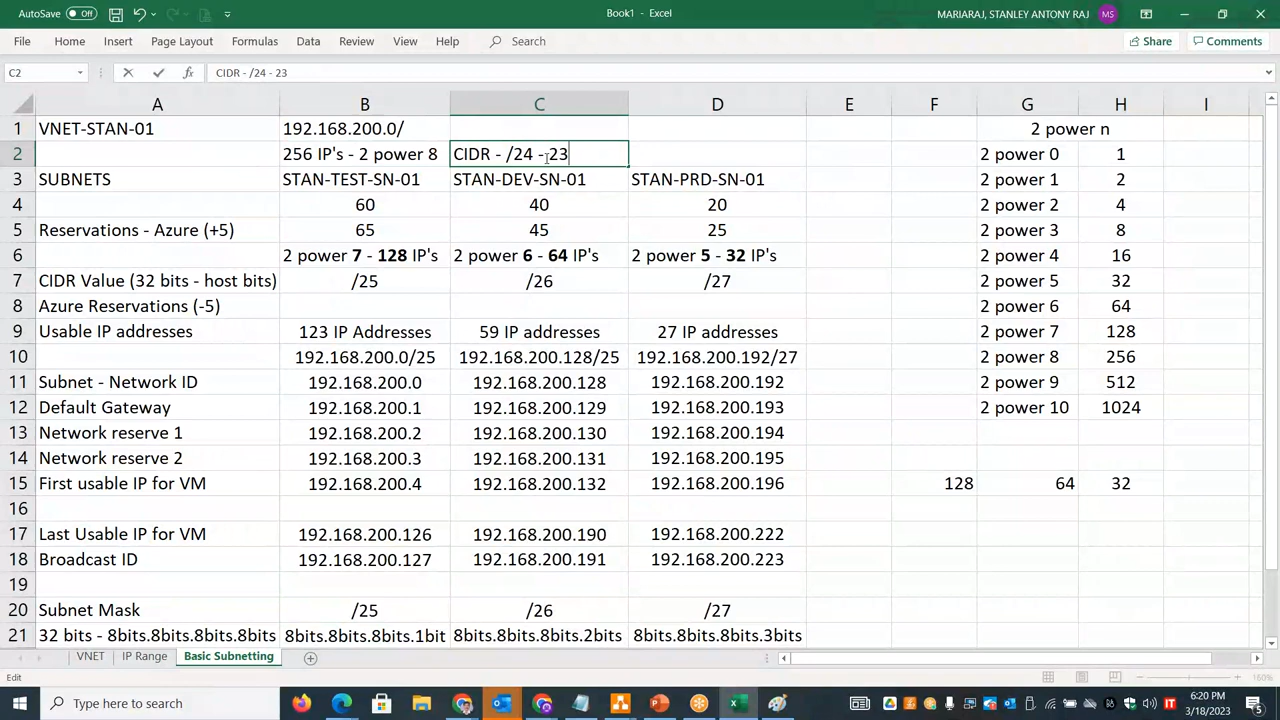 AutoSave Off Book1 - Excel MARIARAJ, STANLEY ANTONY RAJ MS
File Home Insert Page Layout Formulas Data Review View Help Search Share Comments
C2 fx CIDR - /24 - 23
A B C D E F G H I
1 VNET-STAN-01 192.168.200.0/ 2 power n
2 256 IP's - 2 power 8 CIDR - /24 - 23 2 power 0 1
3 SUBNETS STAN-TEST-SN-01 STAN-DEV-SN-01 STAN-PRD-SN-01 2 power 1 2
4 60 40 20 2 power 2 4
5 Reservations - Azure (+5) 65 45 25 2 power 3 8
6 2 power 7 - 128 IP's 2 power 6 - 64 IP's 2 power 5 - 32 IP's 2 power 4 16
7 CIDR Value (32 bits - host bits) /25 /26 /27 2 power 5 32
8 Azure Reservations (-5) 2 power 6 64
9 Usable IP addresses 123 IP Addresses 59 IP addresses 27 IP addresses 2 power 7 128
10 192.168.200.0/25 192.168.200.128/25 192.168.200.192/27 2 power 8 256
11 Subnet - Network ID 192.168.200.0 192.168.200.128 192.168.200.192 2 power 9 512
12 Default Gateway 192.168.200.1 192.168.200.129 192.168.200.193 2 power 10 1024
13 Network reserve 1 192.168.200.2 192.168.200.130 192.168.200.194
14 Network reserve 2 192.168.200.3 192.168.200.131 192.168.200.195
15 First usable IP for VM 192.168.200.4 192.168.200.132 192.168.200.196 128 64 32
16
17 Last Usable IP for VM 192.168.200.126 192.168.200.190 192.168.200.222
18 Broadcast ID 192.168.200.127 192.168.200.191 192.168.200.223
19
20 Subnet Mask /25 /26 /27
21 32 bits - 8bits.8bits.8bits.8bits 8bits.8bits.8bits.1bit 8bits.8bits.8bits.2bits 8bits.8bits.8bits.3bits
VNET IP Range Basic Subnetting
Edit 160%
Type here to search IT 6:20 PM
3/18/2023 5